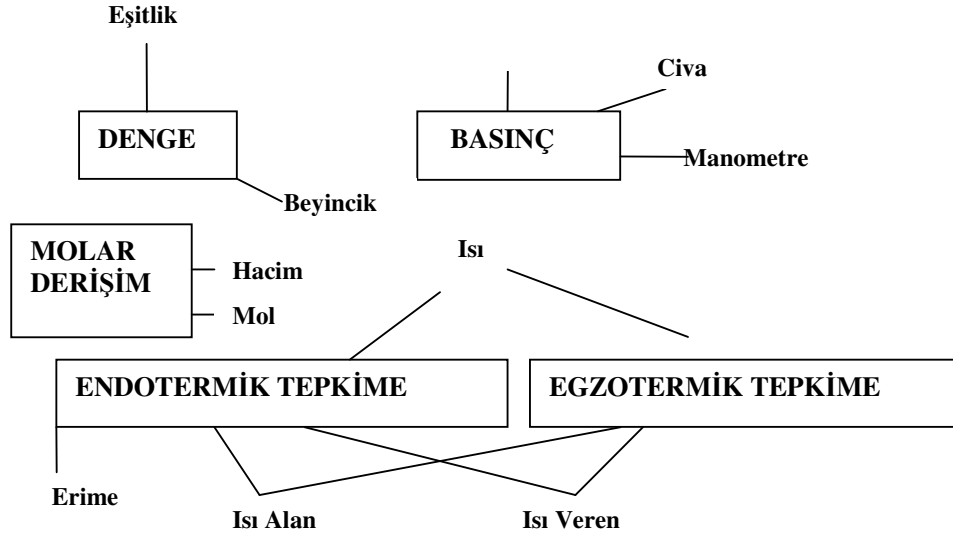 Eşitlik
Civa
DENGE
BASINÇ
Manometre
Beyincik
MOLAR
DERİŞİM
Isı
Hacim
Mol
ENDOTERMİK TEPKİME
EGZOTERMİK TEPKİME
Erime
Isı Alan
Isı Veren